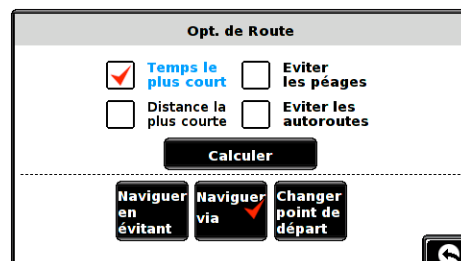 Opt. de Route
Temps le
plus court
Eviter
les péages
Distance la
plus courte
Eviter les
autoroutes
Calculer
Naviguer
en
évitant
Naviguer
via
Changer
point de
départ